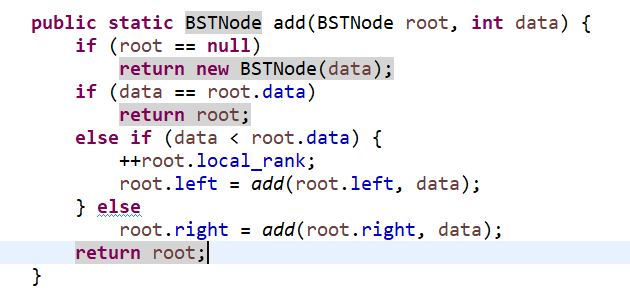 public static BSTNode add(BSTNode root, int data) {
    if (root == null)
        return new BSTNode(data);
    if (data == root.data)
        return root;
    else if (data < root.data) {
        ++root.local_rank;
        root.left = add(root.left, data);
    } else
        root.right = add(root.right, data);
    return root;
}